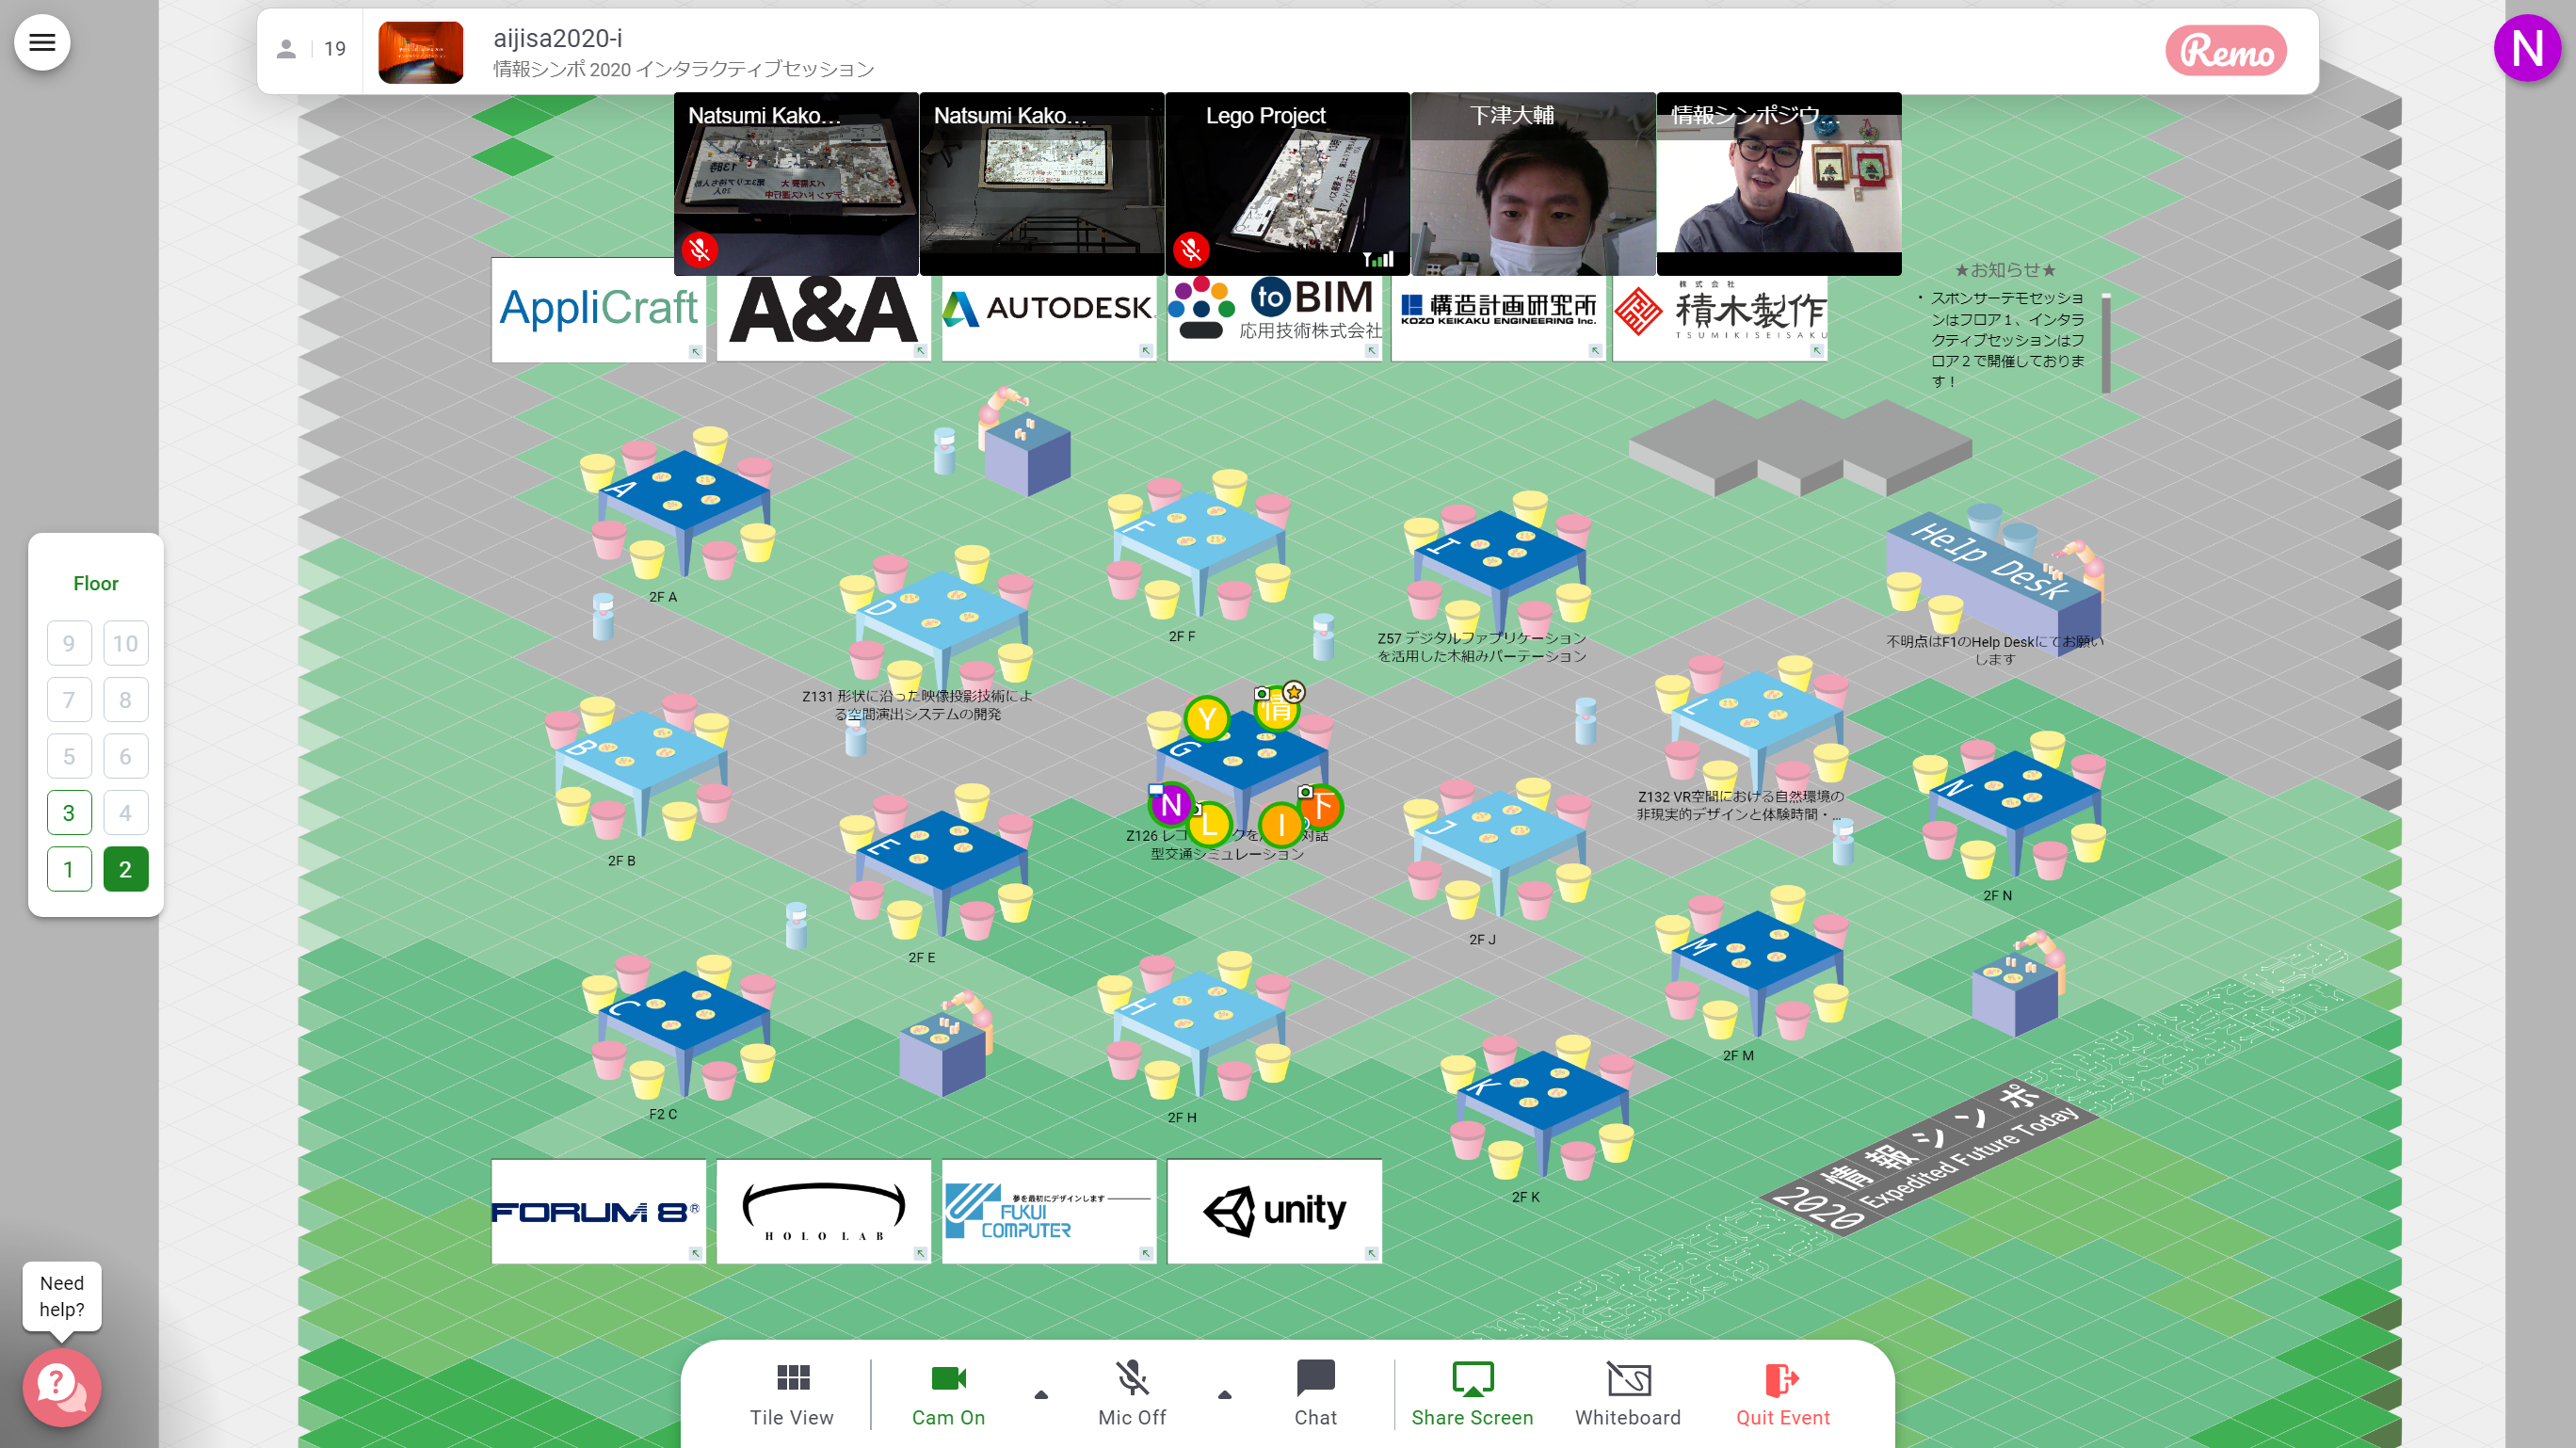 19
aijisa2020-i
情報シンポ 2020 インタラクティブセッション
Remo
N
Natsumi Kako...
Natsumi Kako...
Lego Project
下津大輔
情報シンポジウ...
AppliCraft
A&A
AUTODESK
toBIM
応用技術株式会社
構造計画研究所
KOZO KEIKAKU ENGINEERING Inc.
株式会社
積木製作
TSUMIKISEISAKU
★お知らせ★
・スポンサーデモセッショ
ンはフロア１、インタラ
クティブセッションはフ
ロア２で開催しておりま
す！
A
2F A
D
Z131 形状に沿った映像投影技術によ
る空間演出システムの開発
F
2F F
I
Z57 デジタルファブリケーション
を活用した木組みパーテーション
Help Desk
不明点はF1のHelp Deskにてお願い
します
Floor
9 10
7 8
5 6
3 4
1 2
B
2F B
E
2F E
G
Y
情
N
L
I
下
Z126 レゴ
対話
型交通シミュレーション
J
2F J
L
Z132 VR空間における自然環境の
非現実的デザインと体験時間・...
N
2F N
C
F2 C
H
2F H
K
2F K
M
2F M
情報シンポ
2020 Expedited Future Today
FORUM 8®
HOLO LAB
夢を最初にデザインします
FUKUI
COMPUTER
unity
Need
help?
Tile View
Cam On
Mic Off
Chat
Share Screen
Whiteboard
Quit Event